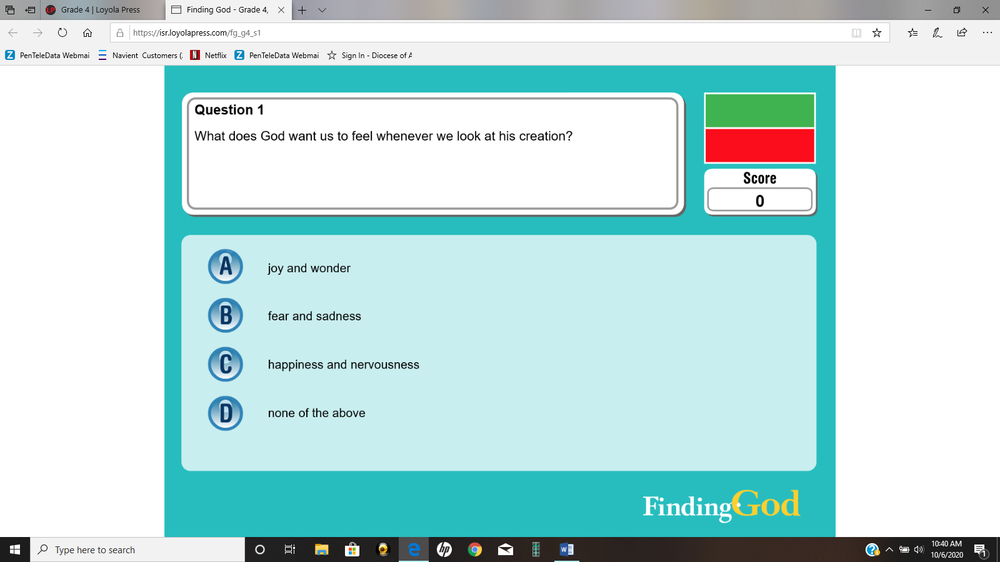 Grade 4 | Loyola Press
Finding God - Grade 4,
https://isr.loyolapress.com/fg_g4_s1
PenTeleData Webmai
Navient Customers (
Netflix
PenTeleData Webmai
Sign In - Diocese of A
Question 1
What does God want us to feel whenever we look at his creation?
Score
0
A joy and wonder
B fear and sadness
C happiness and nervousness
D none of the above
Finding God
Type here to search
10:40 AM
10/6/2020
1